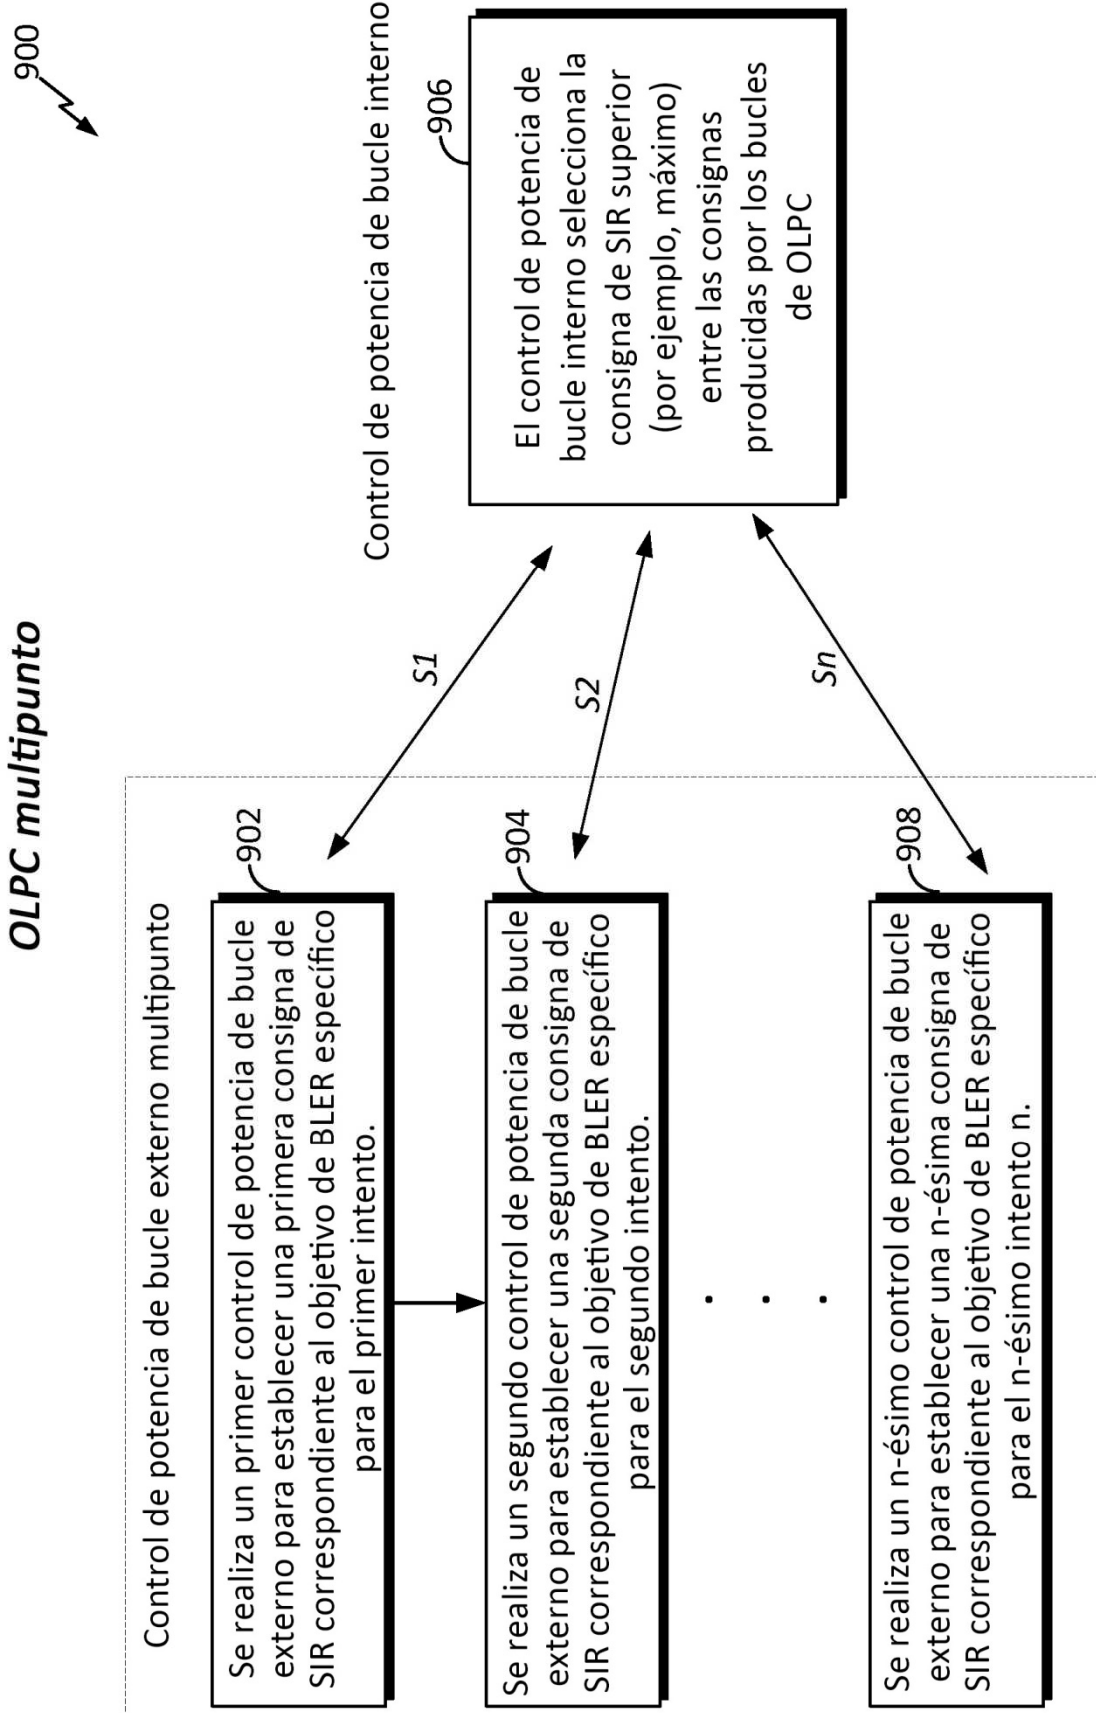 OLPC multipunto
900
Control de potencia de bucle externo multipunto
902
Se realiza un primer control de potencia de bucle
externo para establecer una primera consigna de
SIR correspondiente al objetivo de BLER específico
para el primer intento.
904
Se realiza un segundo control de potencia de bucle
externo para establecer una segunda consigna de
SIR correspondiente al objetivo de BLER específico
para el segundo intento.
. . .
908
Se realiza un n-ésimo control de potencia de bucle
externo para establecer una n-ésima consigna de
SIR correspondiente al objetivo de BLER específico
para el n-ésimo intento n.
S1
S2
Sn
Control de potencia de bucle interno
906
El control de potencia de
bucle interno selecciona la
consigna de SIR superior
(por ejemplo, máximo)
entre las consignas
producidas por los bucles
de OLPC